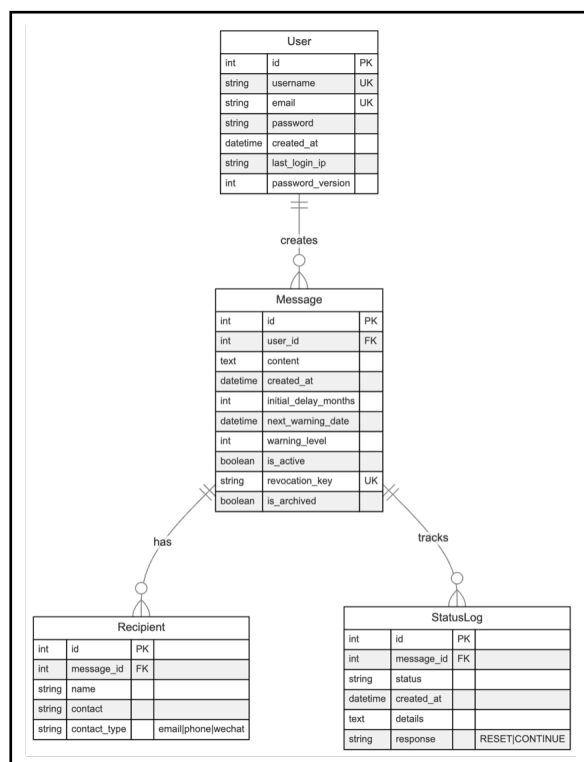 User
int id PK
string username UK
string email UK
string password
datetime created_at
string last_login_ip
int password_version
creates
Message
int id PK
int user_id FK
text content
datetime created_at
int initial_delay_months
datetime next_warning_date
int warning_level
boolean is_active
string revocation_key UK
boolean is_archived
has
tracks
Recipient
int id PK
int message_id FK
string name
string contact
string contact_type email|phone|wechat
StatusLog
int id PK
int message_id FK
string status
datetime created_at
text details
string response RESET|CONTINUE